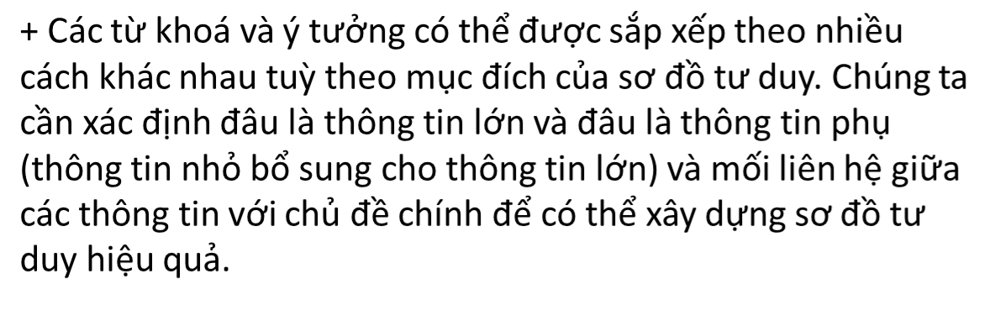 + Các từ khoá và ý tưởng có thể được sắp xếp theo nhiều
cách khác nhau tuỳ theo mục đích của sơ đồ tư duy. Chúng ta
cần xác định đâu là thông tin lớn và đâu là thông tin phụ
(thông tin nhỏ bổ sung cho thông tin lớn) và mối liên hệ giữa
các thông tin với chủ đề chính để có thể xây dựng sơ đồ tư
duy hiệu quả.